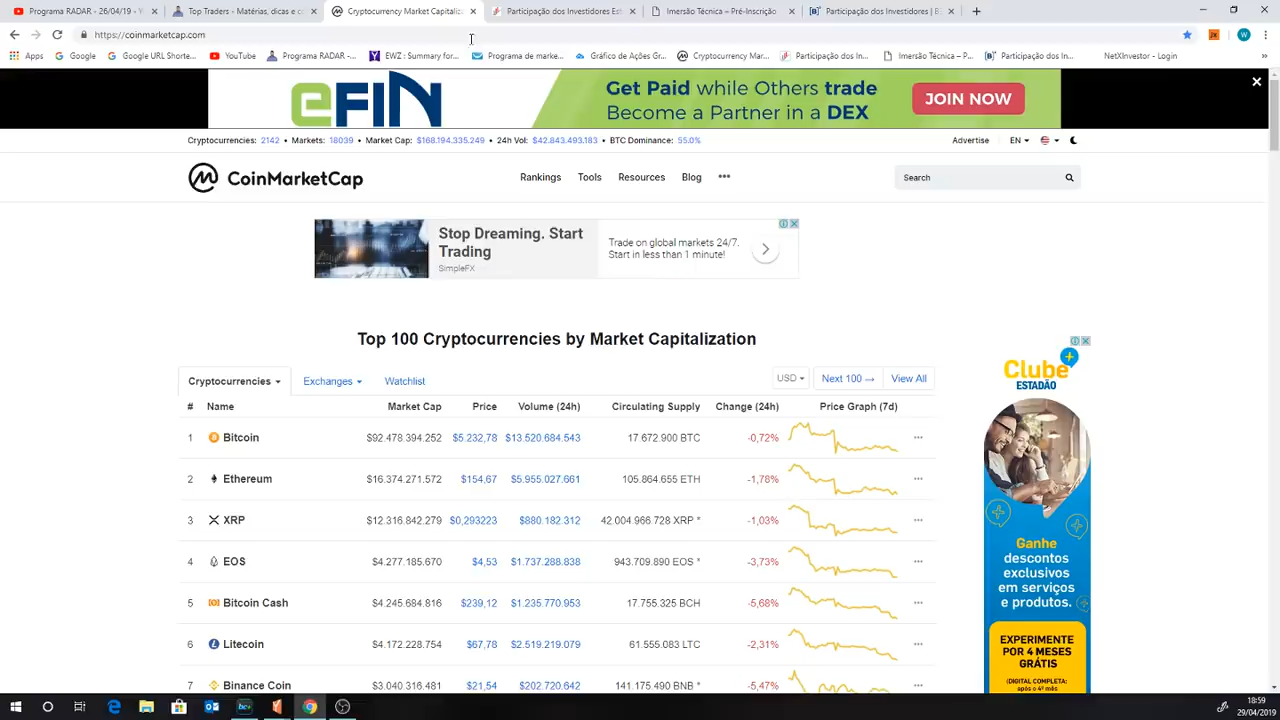 Programa RADAR - 26/04/19 - W
Top Traders - Matérias, dicas e co
Cryptocurrency Market Capitaliz
Participação dos Investidores Est
Imersão Técnica – Pré-Inscrição
Participação dos Investidores | B
https://coinmarketcap.com
Apps
Google
Google URL Shorte...
YouTube
Programa RADAR -...
EWZ : Summary for...
Programa de marke...
Gráfico de Ações Gr...
Cryptocurrency Mar...
Participação dos In...
Imersão Técnica – P...
Participação dos In...
NetXInvestor - Login
eFIN
Get Paid while Others trade
Become a Partner in a DEX
JOIN NOW
Cryptocurrencies: 2142 • Markets: 18039 • Market Cap: $168.194.335.249 • 24h Vol: $42.843.493.183 • BTC Dominance: 55.0%
Advertise
EN
CoinMarketCap
Rankings
Tools
Resources
Blog
•••
Search
Stop Dreaming. Start
Trading
SimpleFX
Trade on global markets 24/7.
Start in less than 1 minute!
Top 100 Cryptocurrencies by Market Capitalization
Cryptocurrencies
Exchanges
Watchlist
USD
Next 100 →
View All
# Name Market Cap Price Volume (24h) Circulating Supply Change (24h) Price Graph (7d)
1 Bitcoin $92.478.394.252 $5.232,78 $13.520.684.543 17.672.900 BTC -0,72%
2 Ethereum $16.374.271.572 $154,67 $5.955.027.661 105.864.655 ETH -1,78%
3 XRP $12.316.842.279 $0,293223 $880.182.312 42.004.966.728 XRP * -1,03%
4 EOS $4.277.185.670 $4,53 $1.737.288.838 943.709.890 EOS * -3,73%
5 Bitcoin Cash $4.245.684.816 $239,12 $1.235.770.953 17.755.325 BCH -5,68%
6 Litecoin $4.172.228.754 $67,78 $2.519.219.079 61.555.083 LTC -2,31%
7 Binance Coin $3.040.316.481 $21,54 $202.720.642 141.175.490 BNB * -5,47%
Clube
ESTADÃO
Ganhe
descontos
exclusivos
em serviços
e produtos.
EXPERIMENTE
POR 4 MESES
GRÁTIS
(DIGITAL COMPLETA:
após o 4º mês
18:59
29/04/2019